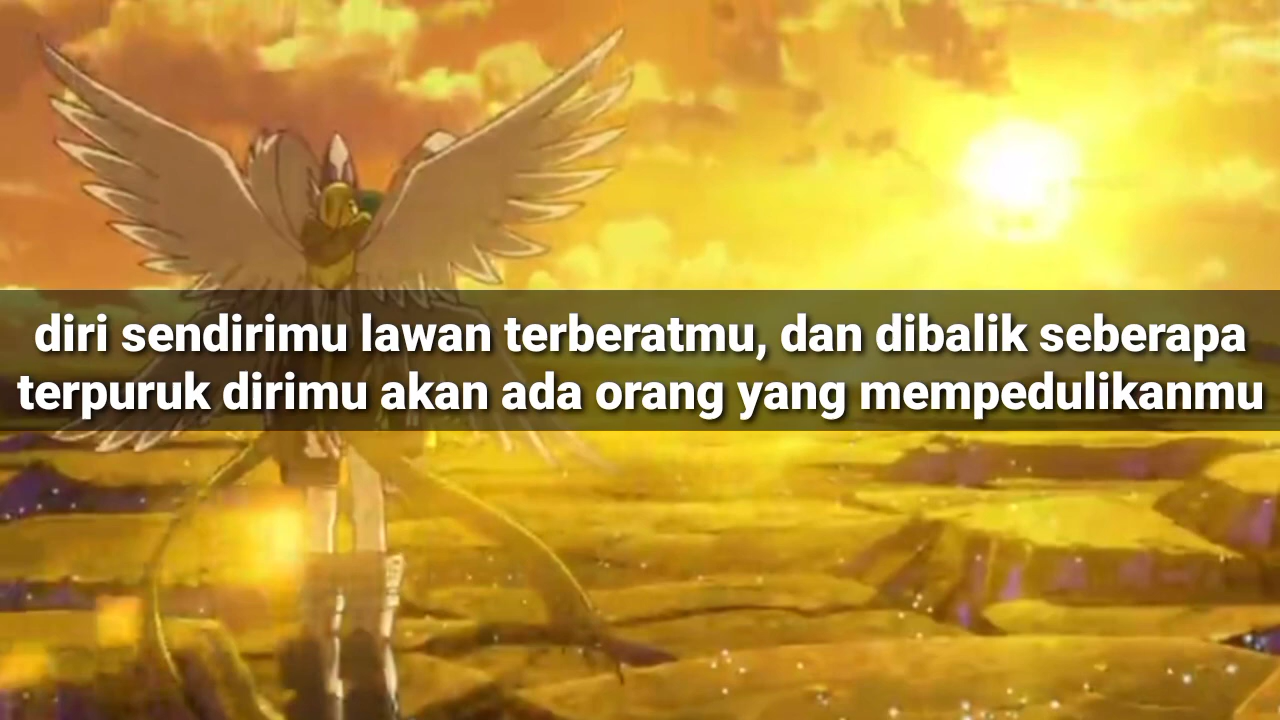 diri sendirimu lawan terberatmu, dan dibalik seberapa
terpuruk dirimu akan ada orang yang mempedulikanmu